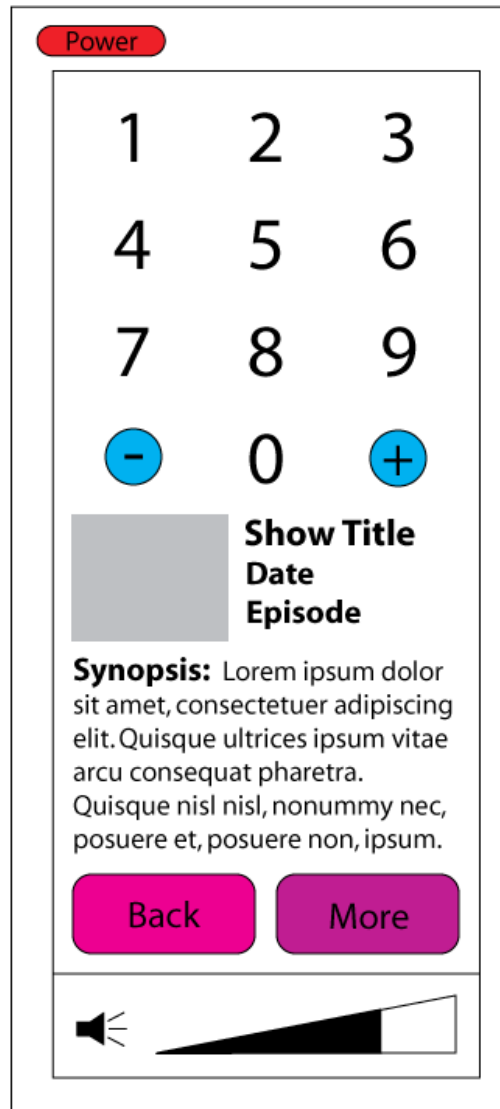 Power
1 2 3
4 5 6
7 8 9
- 0 +
Show Title
Date
Episode
Synopsis: Lorem ipsum dolor
sit amet, consectetuer adipiscing
elit. Quisque ultrices ipsum vitae
arcu consequat pharetra.
Quisque nisl nisl, nonummy nec,
posuere et, posuere non, ipsum.
Back More